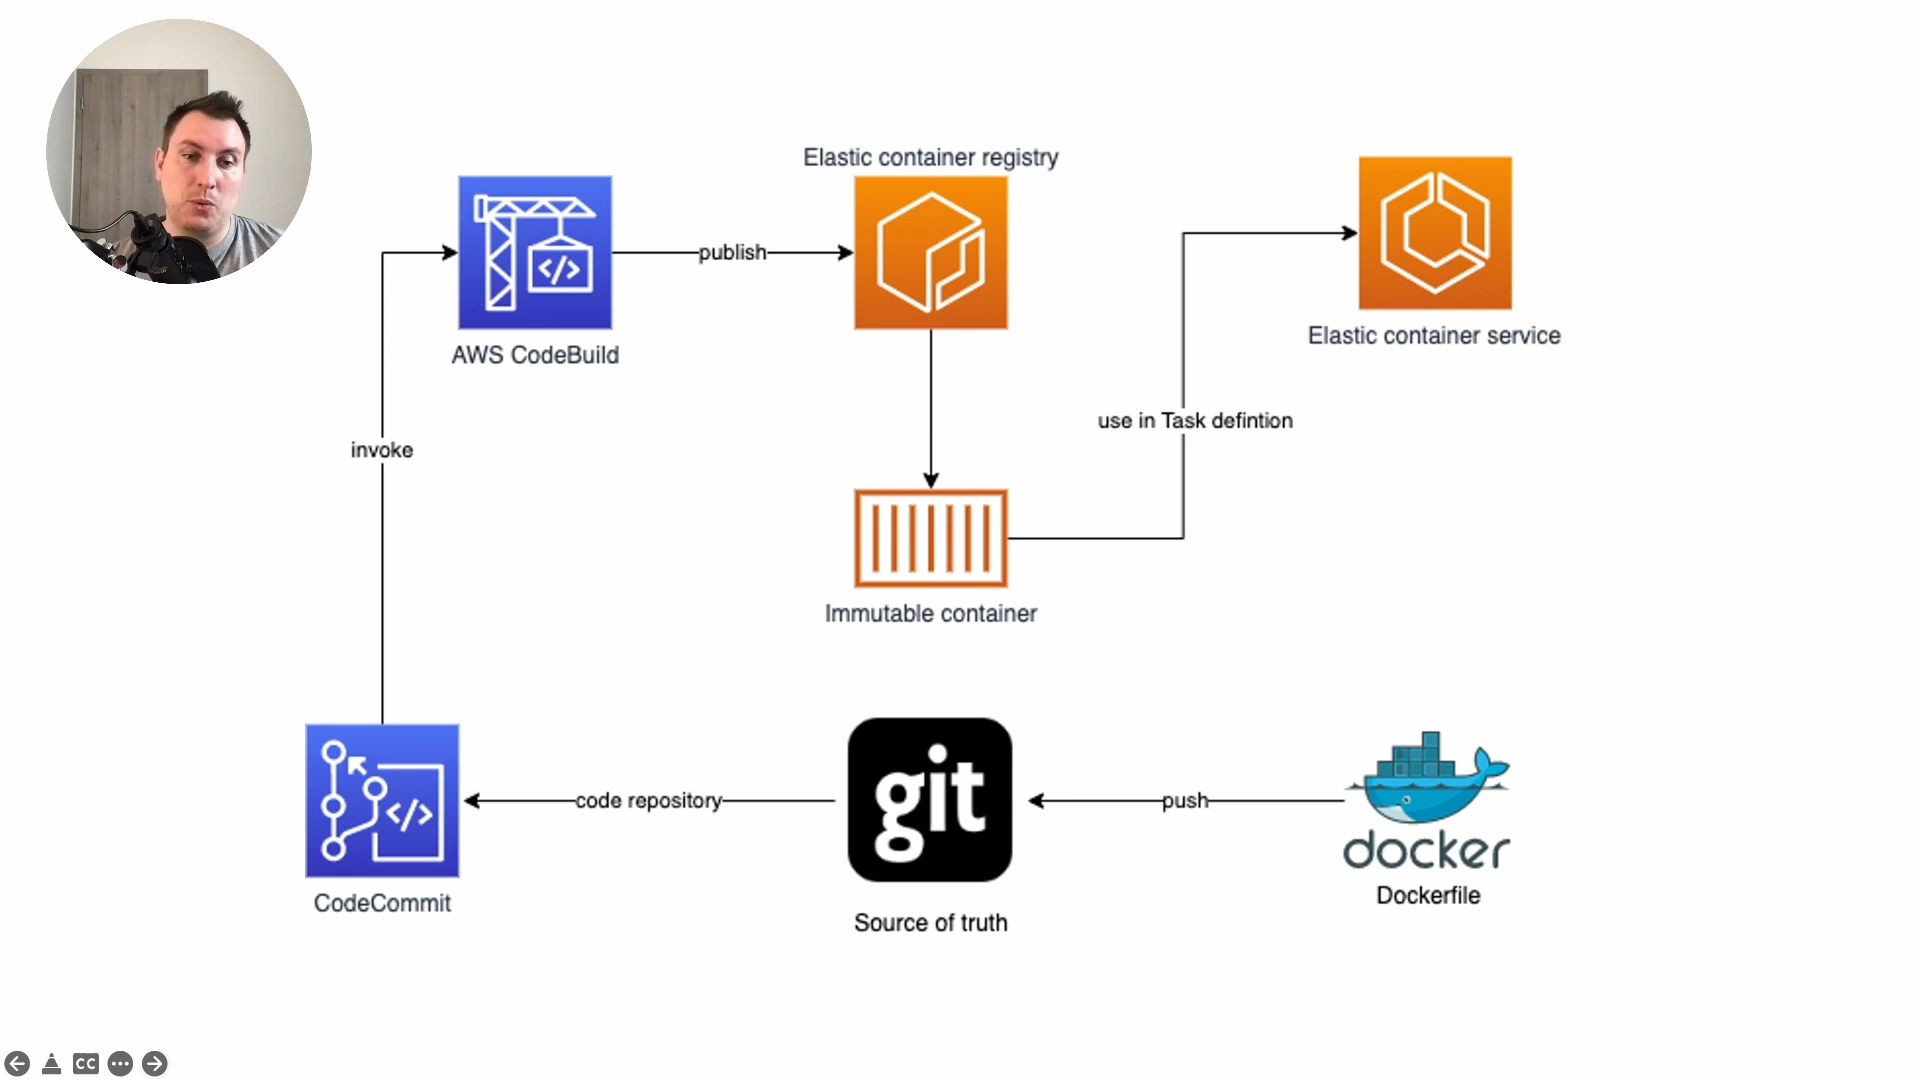 Elastic container registry
publish
</>
AWS CodeBuild
Elastic container service
use in Task defintion
invoke
Immutable container
</>
CodeCommit
code repository
git
Source of truth
push
docker
Dockerfile
CC